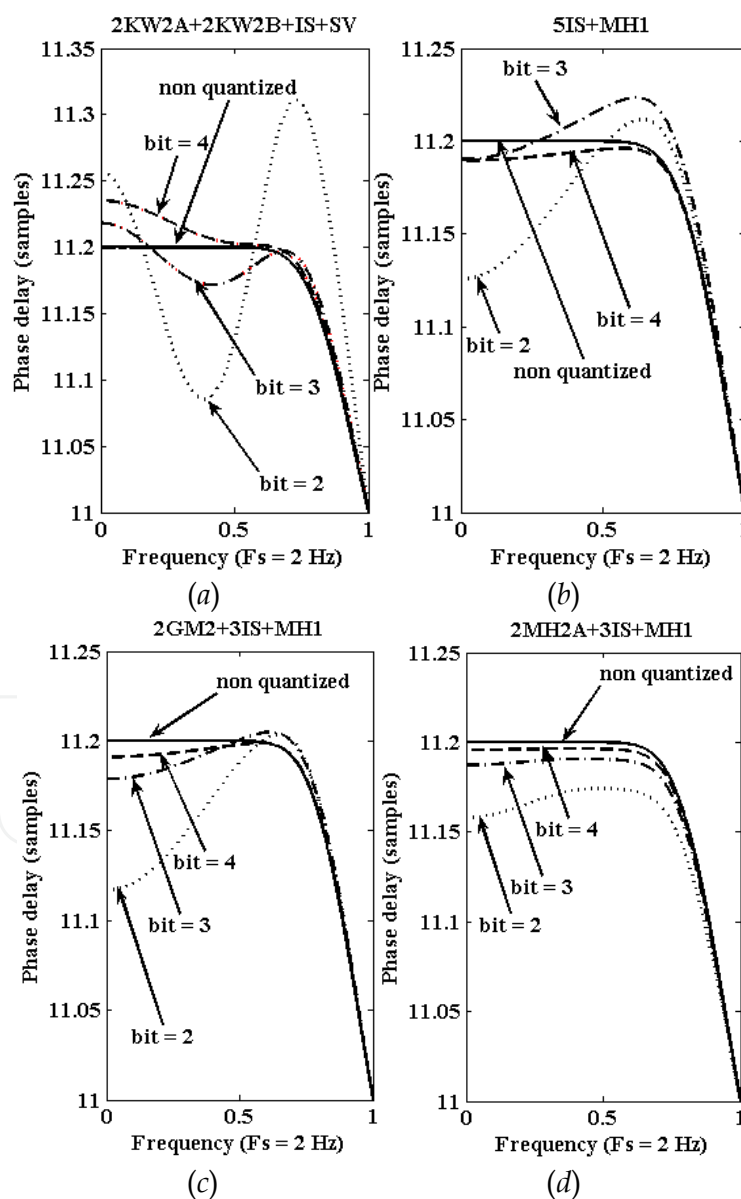 2KW2A+2KW2B+IS+SV
Phase delay (samples)
11.35
11.3
11.25
11.2
11.15
11.1
11.05
11
non quantized
bit = 4
bit = 3
bit = 2
0
0.5
1
Frequency (Fs = 2 Hz)
(a)
5IS+MH1
Phase delay (samples)
11.25
11.2
11.15
11.1
11.05
11
bit = 3
bit = 4
bit = 2
non quantized
0
0.5
1
Frequency (Fs = 2 Hz)
(b)
2GM2+3IS+MH1
Phase delay (samples)
11.25
11.2
11.15
11.1
11.05
11
non quantized
bit = 4
bit = 3
bit = 2
0
0.5
1
Frequency (Fs = 2 Hz)
(c)
2MH2A+3IS+MH1
Phase delay (samples)
11.25
11.2
11.15
11.1
11.05
11
non quantized
bit = 4
bit = 3
bit = 2
0
0.5
1
Frequency (Fs = 2 Hz)
(d)